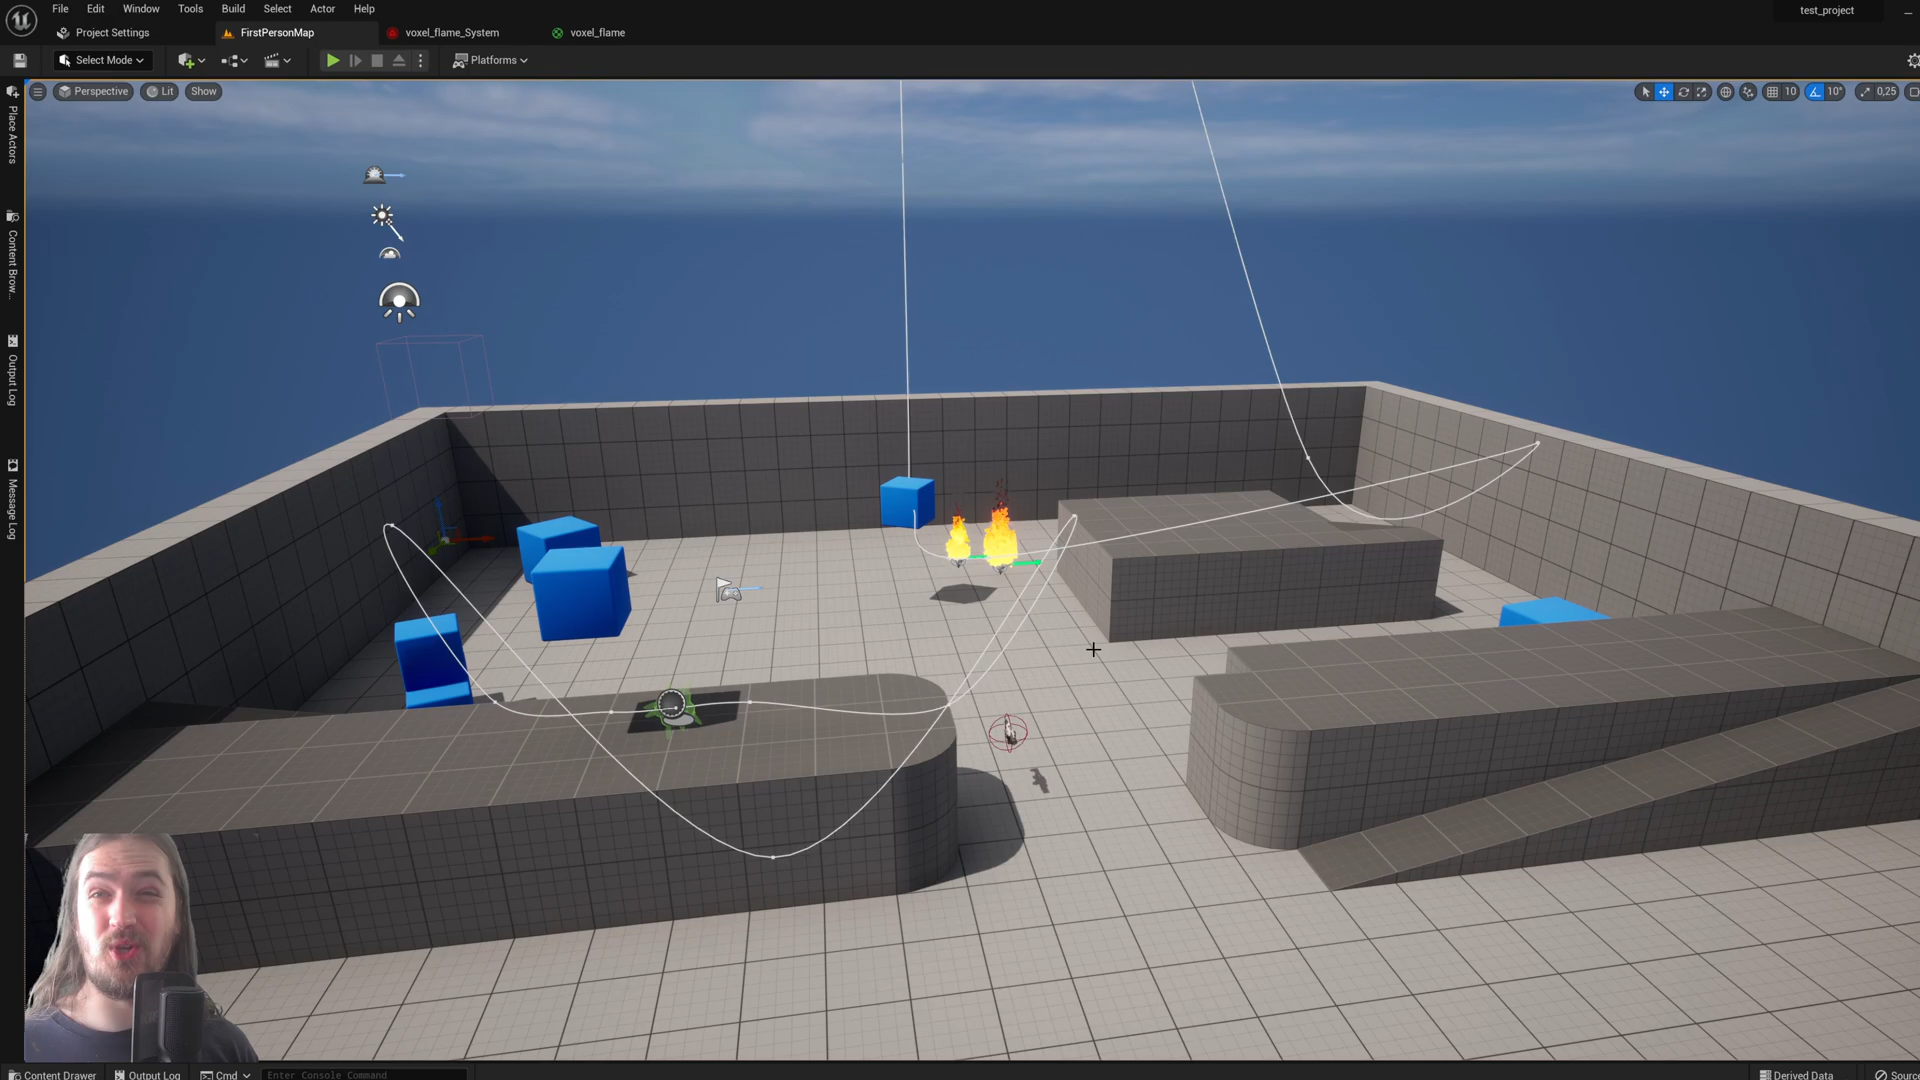 File Edit Window Tools Build Select Actor Help
test_project
Project Settings
FirstPersonMap
voxel_flame_System
voxel_flame
Select Mode
Platforms
Perspective
Lit
Show
10
10°
0,25
Place Actors
Content Brow...
Output Log
Message Log
Content Drawer
Output Log
Cmd
Enter Console Command
Derived Data
Source